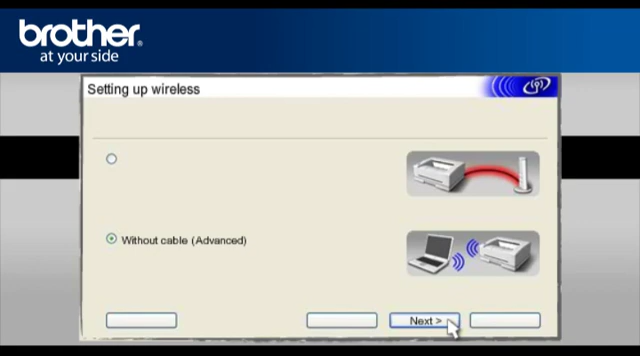 brother
at your side
Setting up wireless
Without cable (Advanced)
Next >